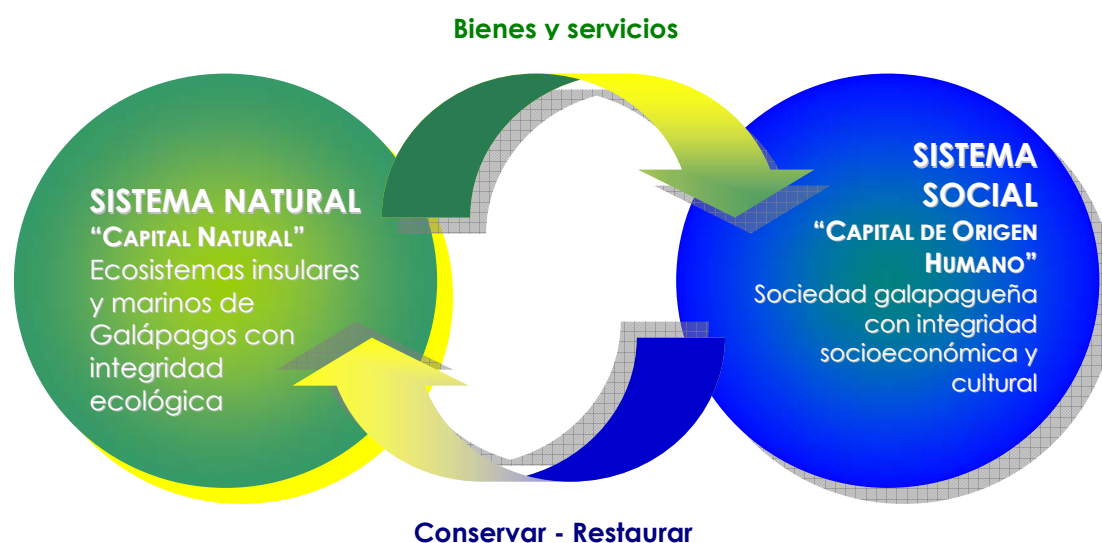 Bienes y servicios
SISTEMA NATURAL
“CAPITAL NATURAL”
Ecosistemas insulares
y marinos de
Galápagos con
integridad
ecológica
SISTEMA
SOCIAL
“CAPITAL DE ORIGEN
HUMANO”
Sociedad galapagueña
con integridad
socioeconómica y
cultural
Conservar - Restaurar